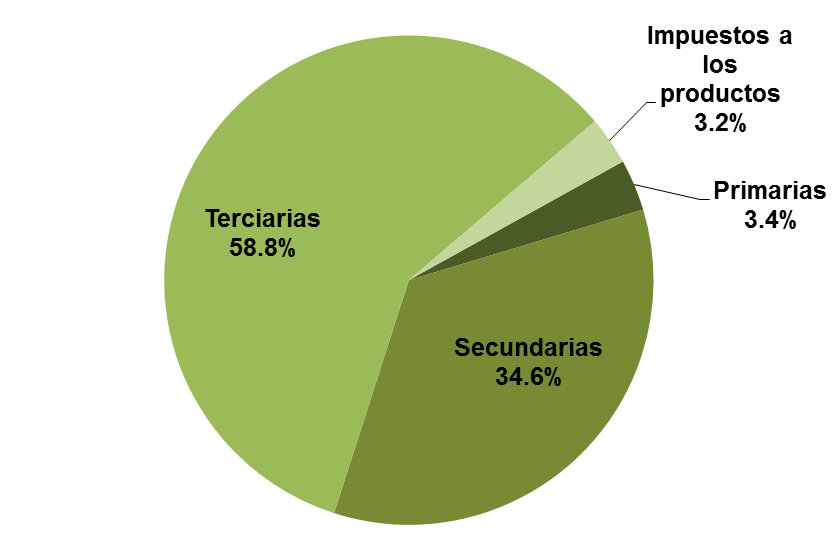 Impuestos a
los
productos
3.2%
Primarias
3.4%
Terciarias
58.8%
Secundarias
34.6%